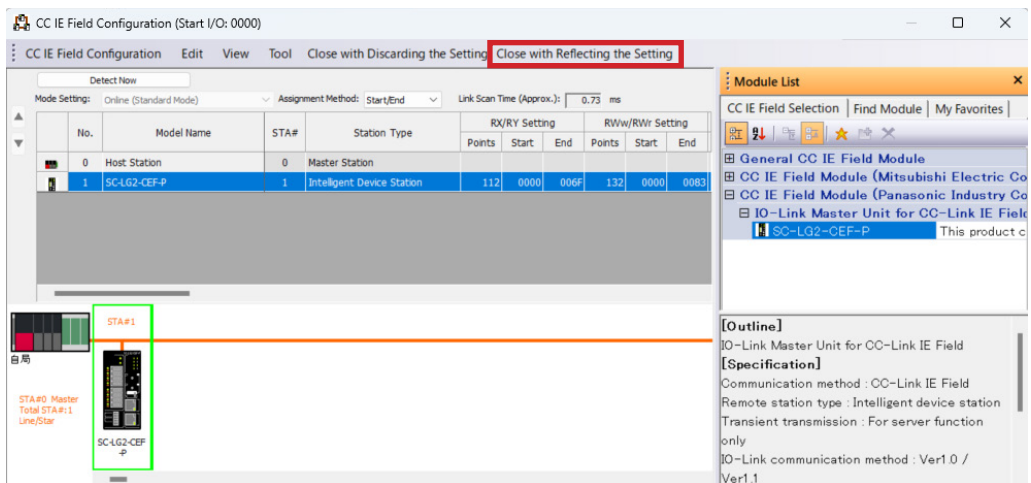 CC IE Field Configuration (Start I/O: 0000)
CC IE Field Configuration Edit View Tool Close with Discarding the Setting Close with Reflecting the Setting
Detect Now
Mode Setting: Online (Standard Mode) Assignment Method: Start/End Link Scan Time (Approx.): 0.73 ms
No. Model Name STA# Station Type RX/RY Setting RWw/RWr Setting
Points Start End Points Start End
0 Host Station 0 Master Station
1 SC-LG2-CEF-P 1 Intelligent Device Station 112 0000 006F 132 0000 0083
STA#1
自局
STA#0 Master
Total STA#:1
Line/Star
SC-LG2-CEF
-P
Module List
CC IE Field Selection Find Module My Favorites
General CC IE Field Module
CC IE Field Module (Mitsubishi Electric Co
CC IE Field Module (Panasonic Industry Co
IO-Link Master Unit for CC-Link IE Field
SC-LG2-CEF-P This product c
[Outline]
IO-Link Master Unit for CC-Link IE Field
[Specification]
Communication method : CC-Link IE Field
Remote station type : Intelligent device station
Transient transmission : For server function
only
IO-Link communication method : Ver1.0 /
Ver1.1